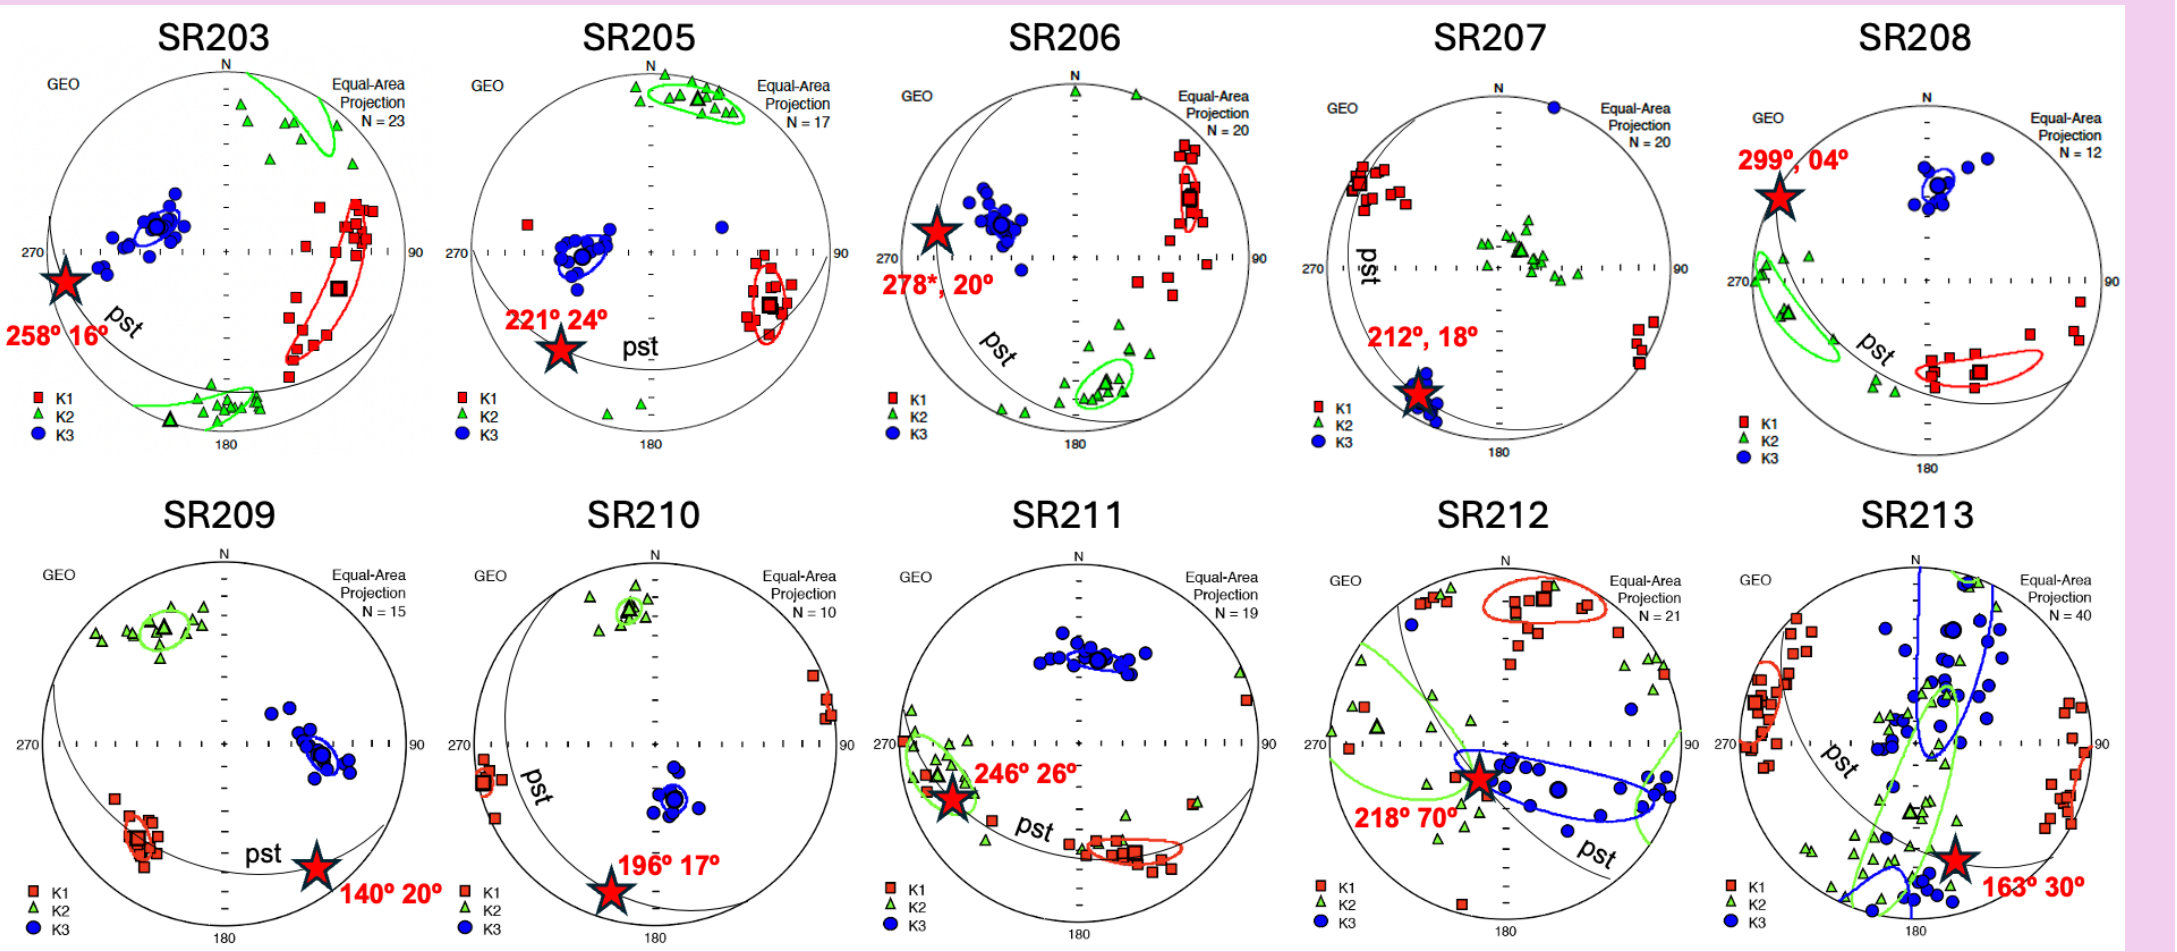 SR203
GEO
N
Equal-Area
Projection
N = 23
270
90
pst
258º 16º
K1
K2
K3
180
SR205
GEO
N
Equal-Area
Projection
N = 17
270
90
221º 24º
pst
K1
K2
K3
180
SR206
GEO
N
Equal-Area
Projection
N = 20
270
90
278*, 20º
pst
K1
K2
K3
180
SR207
GEO
N
Equal-Area
Projection
N = 20
270
90
pst
212º, 18º
K1
K2
K3
180
SR208
GEO
N
Equal-Area
Projection
N = 12
299º, 04º
270
90
pst
K1
K2
K3
180
SR209
GEO
N
Equal-Area
Projection
N = 15
270
90
pst
140º 20º
K1
K2
K3
180
SR210
GEO
N
Equal-Area
Projection
N = 10
270
90
pst
196º 17º
K1
K2
K3
180
SR211
GEO
N
Equal-Area
Projection
N = 19
270
90
246º 26º
pst
K1
K2
K3
180
SR212
GEO
N
Equal-Area
Projection
N = 21
270
90
218º 70º
pst
K1
K2
K3
180
SR213
GEO
N
Equal-Area
Projection
N = 40
270
90
pst
163º 30º
K1
K2
K3
180